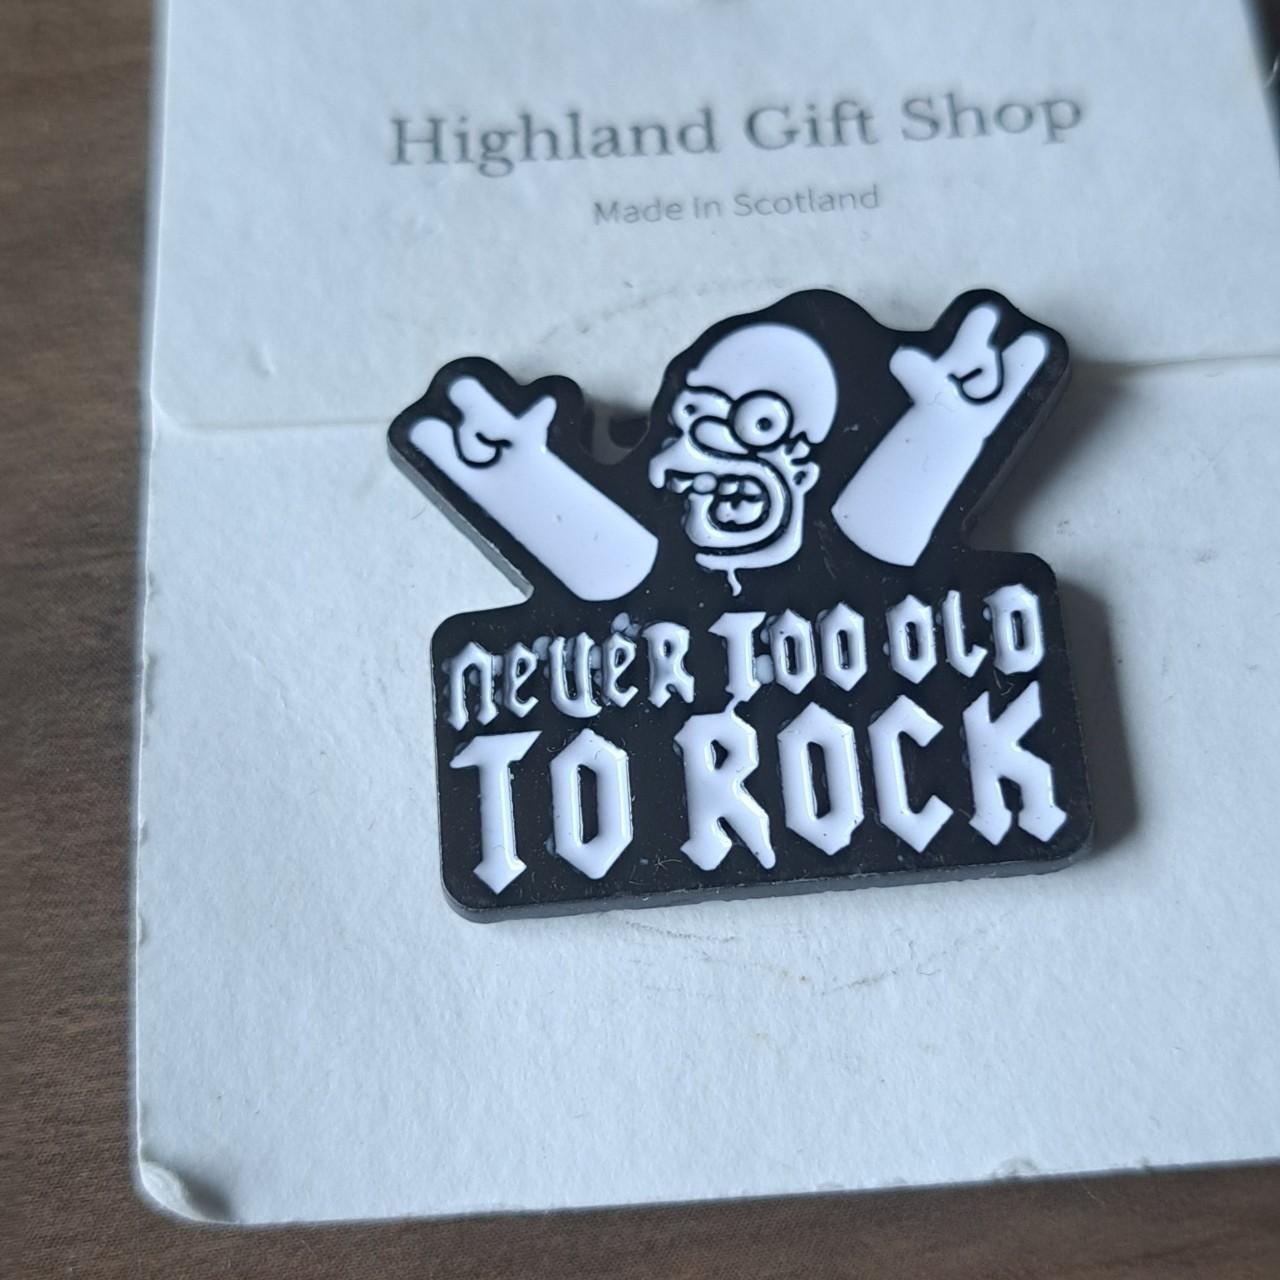 Highland Gift Shop
Made In Scotland
NEVER TOO OLD
TO ROCK